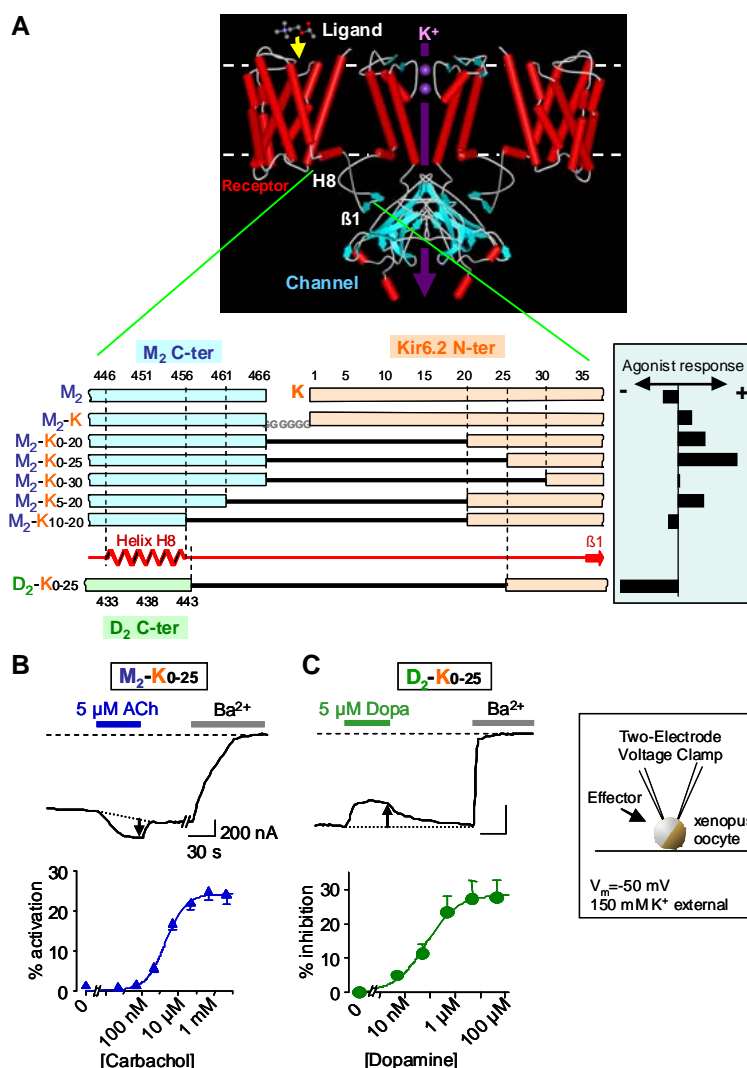 A
Ligand
K+
Receptor
H8
ß1
Channel
M2 C-ter
Kir6.2 N-ter
446 451 456 461 466
1 5 10 15 20 25 30 35
Agonist response
- +
M2
K
M2-K
GGGGGG
M2-K0-20
M2-K0-25
M2-K0-30
M2-K5-20
M2-K10-20
Helix H8
ß1
D2-K0-25
433 438 443
D2 C-ter
B
M2-K0-25
5 µM ACh
Ba2+
200 nA
30 s
% activation
30
20
10
0
0 100 nM 10 µM 1 mM
[Carbachol]
C
D2-K0-25
5 µM Dopa
Ba2+
% inhibition
30
20
10
0
0 10 nM 1 µM 100 µM
[Dopamine]
Two-Electrode
Voltage Clamp
Effector
xenopus
oocyte
Vm=-50 mV
150 mM K+ external